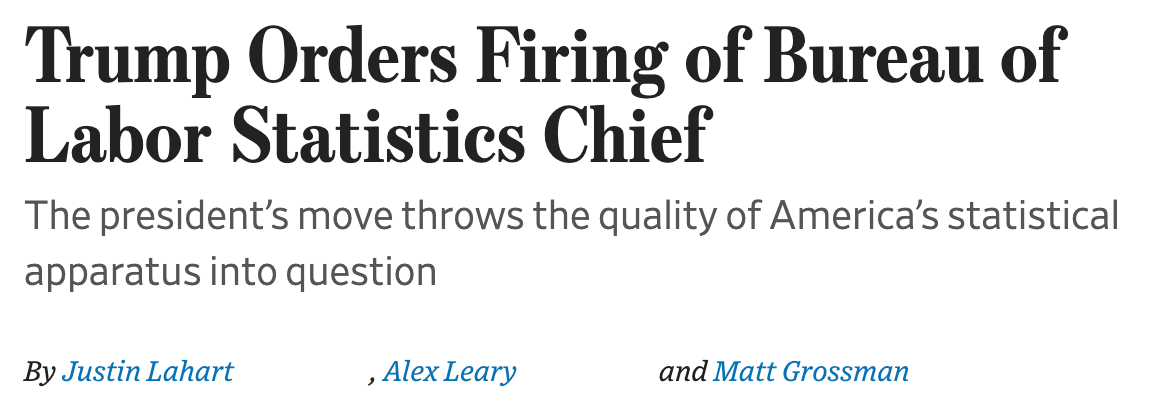 Trump Orders Firing of Bureau of
Labor Statistics Chief
The president’s move throws the quality of America’s statistical
apparatus into question
By Justin Lahart , Alex Leary and Matt Grossman